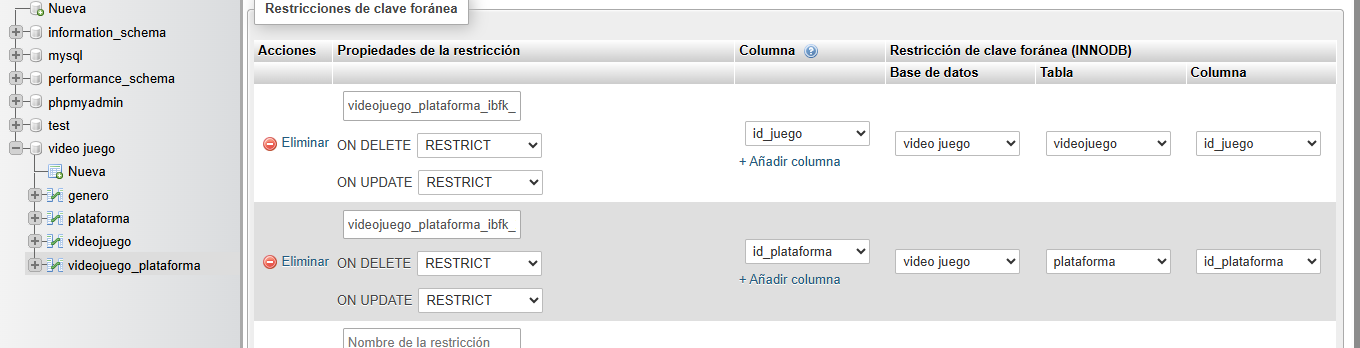 Nueva
information_schema
mysql
performance_schema
phpmyadmin
test
video juego
Nueva
genero
plataforma
videojuego
videojuego_plataforma
Restricciones de clave foránea
Acciones Propiedades de la restricción Columna Restricción de clave foránea (INNODB)
Base de datos Tabla Columna
videojuego_plataforma_ibfk_
Eliminar ON DELETE RESTRICT id_juego video juego videojuego id_juego
+ Añadir columna
ON UPDATE RESTRICT
videojuego_plataforma_ibfk_
Eliminar ON DELETE RESTRICT id_plataforma video juego plataforma id_plataforma
+ Añadir columna
ON UPDATE RESTRICT
Nombre de la restricción